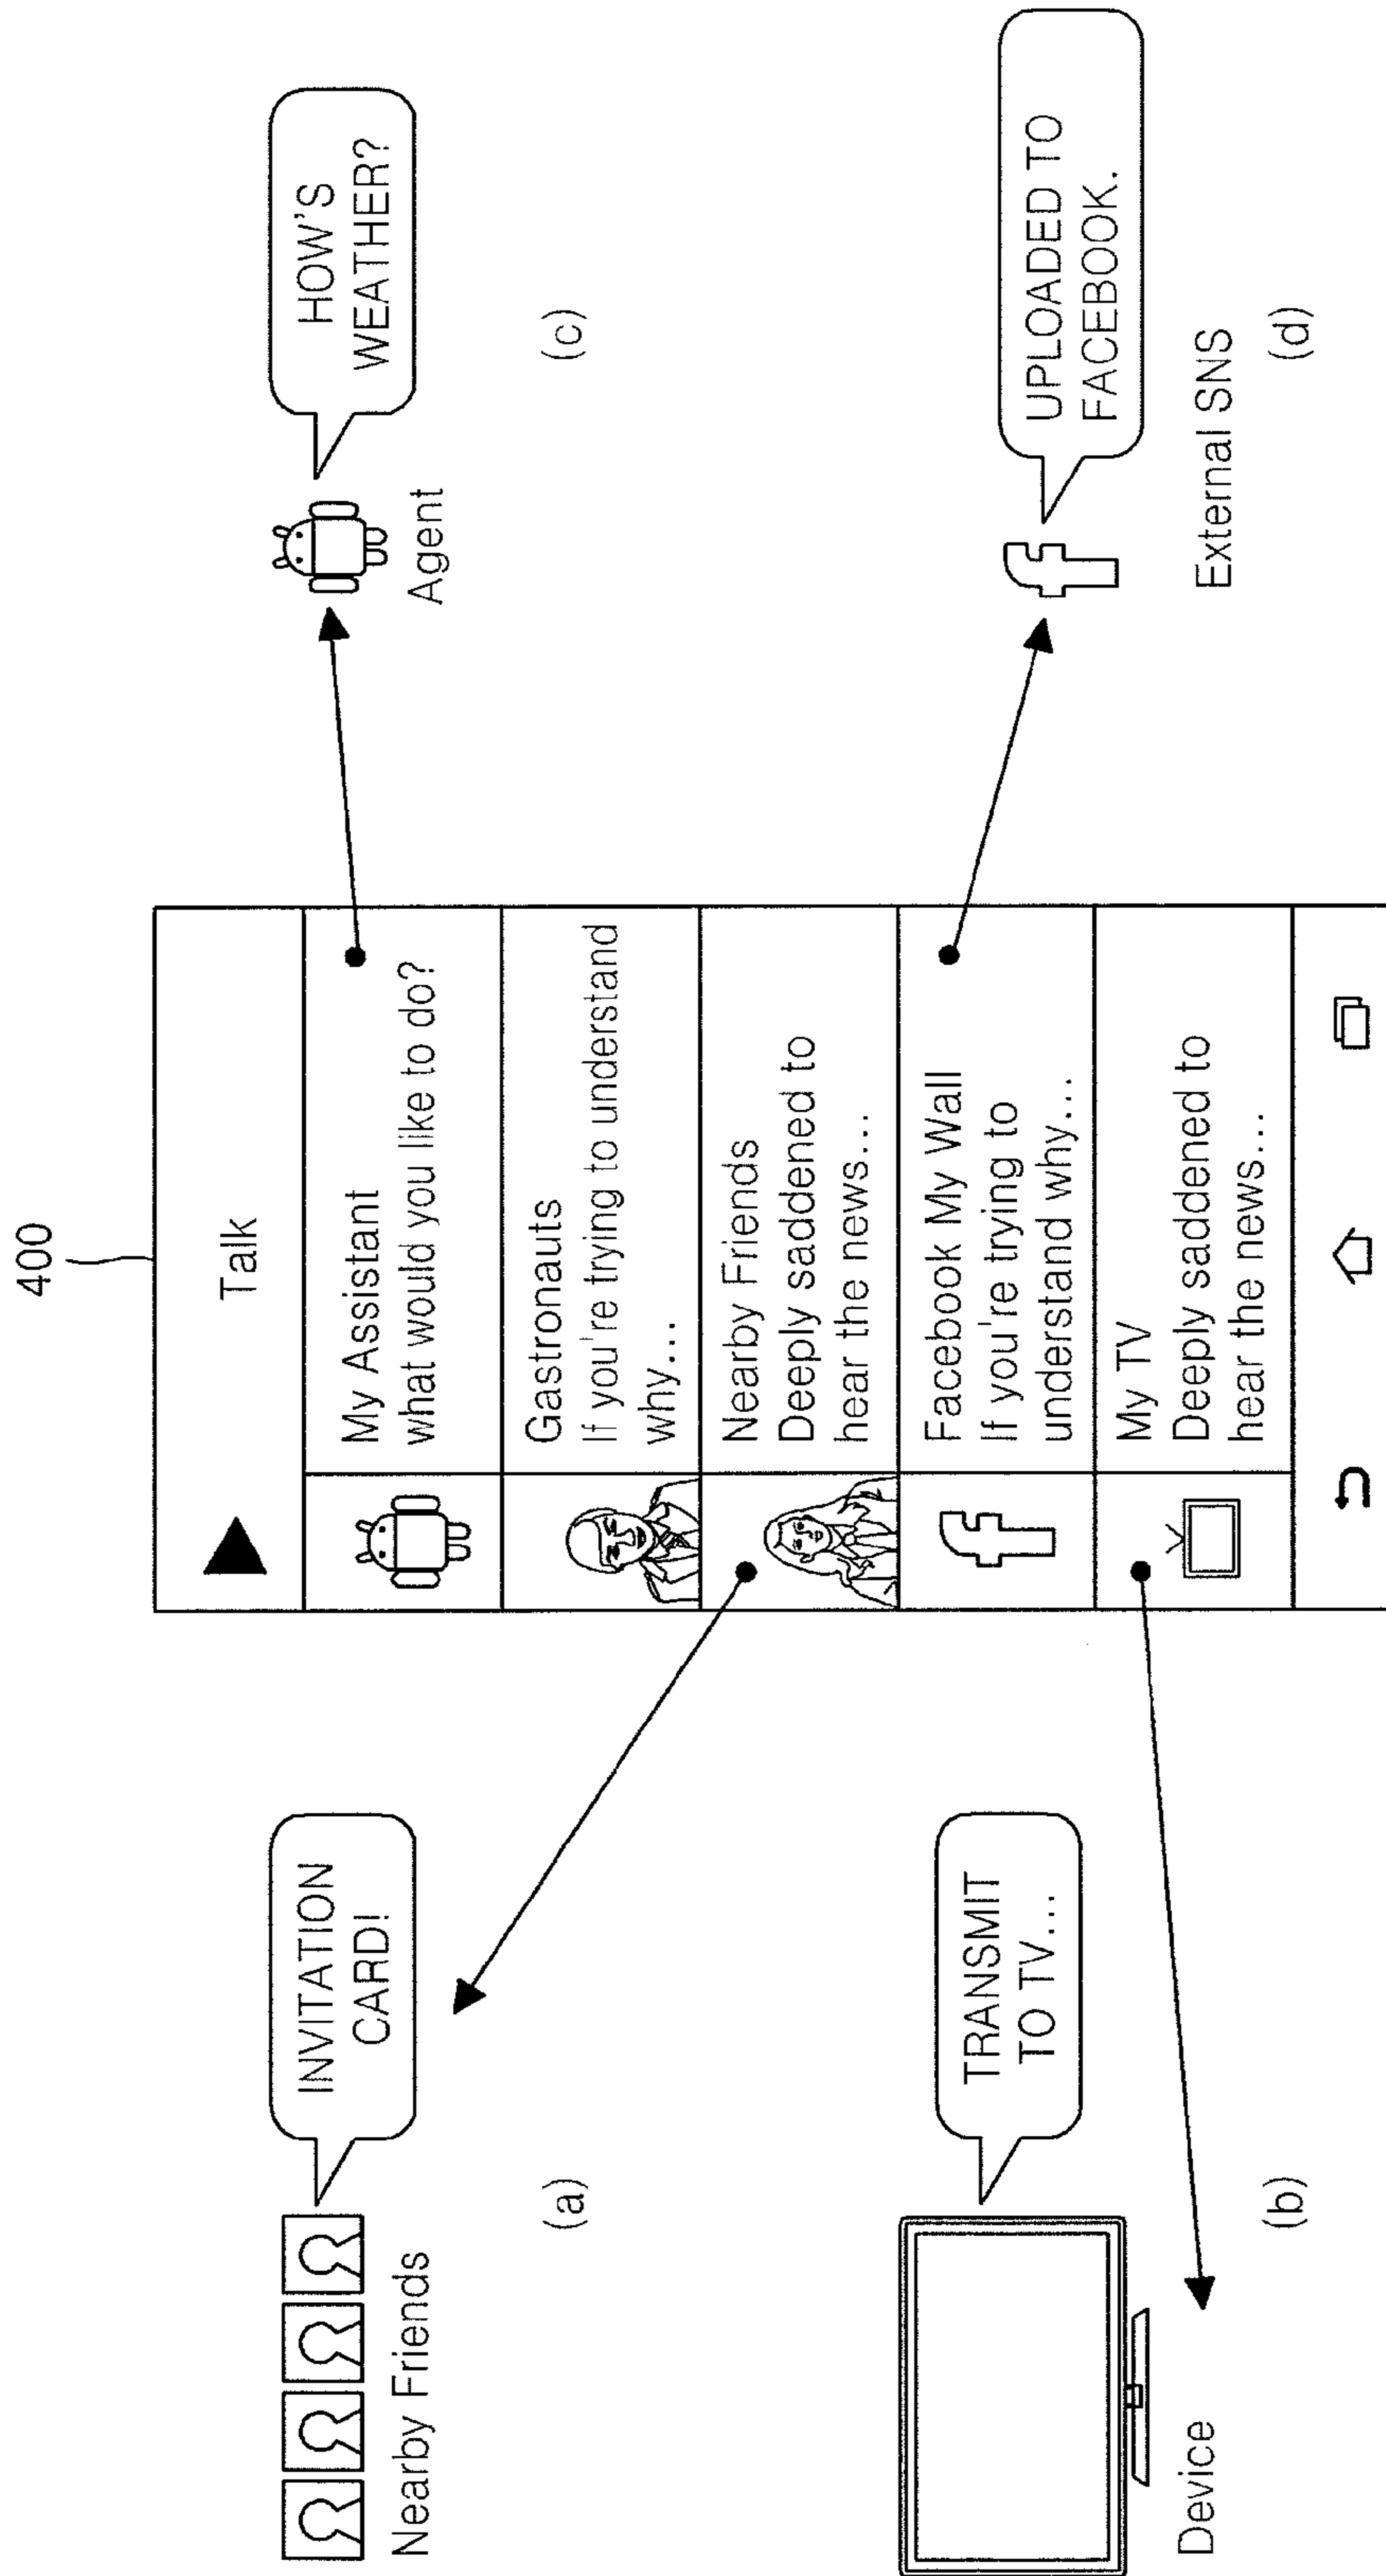 400
INVITATION
CARD!
Nearby Friends
(a)
TRANSMIT
TO TV...
Device
(b)
Talk
My Assistant
what would you like to do?
Gastronauts
If you're trying to understand
why...
Nearby Friends
Deeply saddened to
hear the news...
f
Facebook My Wall
If you're trying to
understand why...
My TV
Deeply saddened to
hear the news...
HOW'S
WEATHER?
Agent
(c)
f
UPLOADED TO
FACEBOOK.
External SNS
(d)